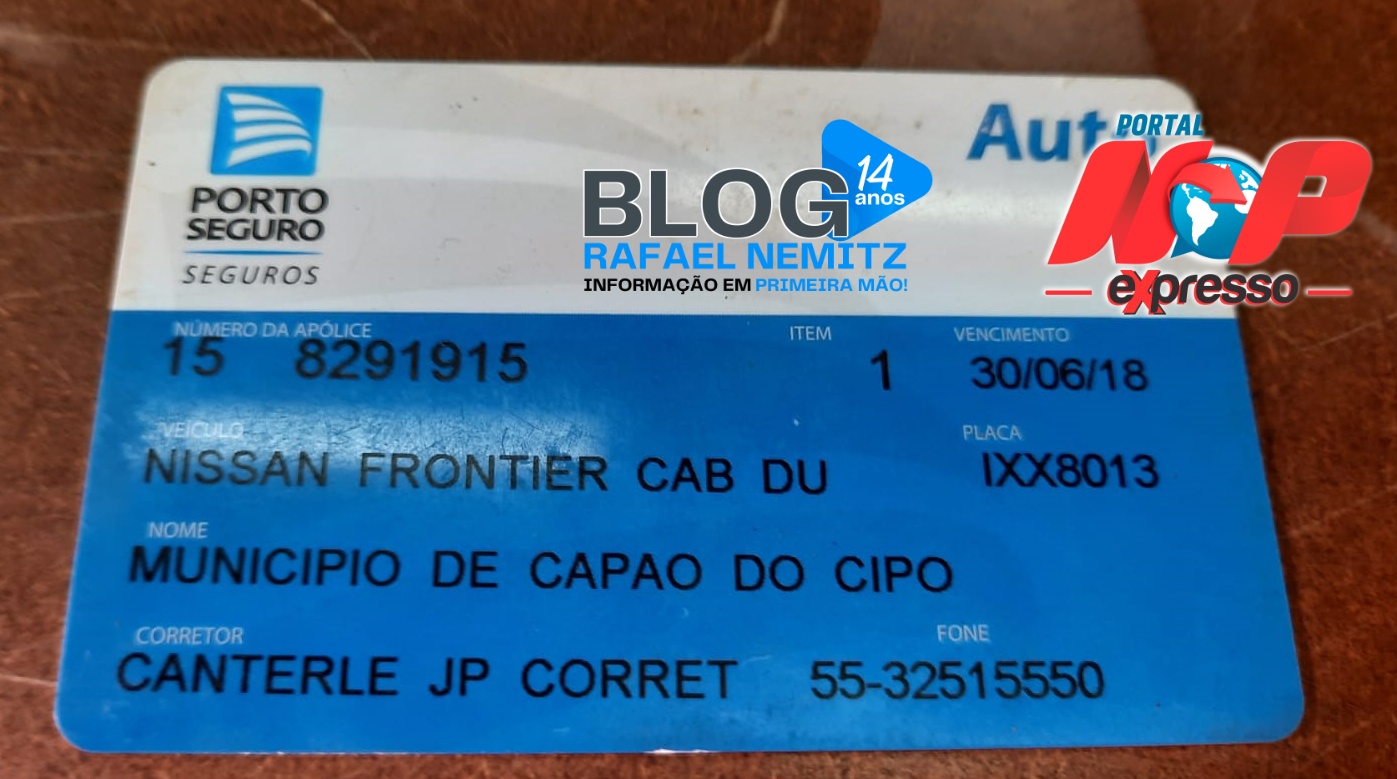 PORTO
SEGURO
SEGUROS
Auto
BLOG 14 anos
RAFAEL NEMITZ
INFORMAÇÃO EM PRIMEIRA MÃO!
PORTAL
NP
expresso
NÚMERO DA APÓLICE ITEM VENCIMENTO
15 8291915 1 30/06/18
VEÍCULO PLACA
NISSAN FRONTIER CAB DU IXX8013
NOME
MUNICIPIO DE CAPAO DO CIPO
CORRETOR FONE
CANTERLE JP CORRET 55-32515550